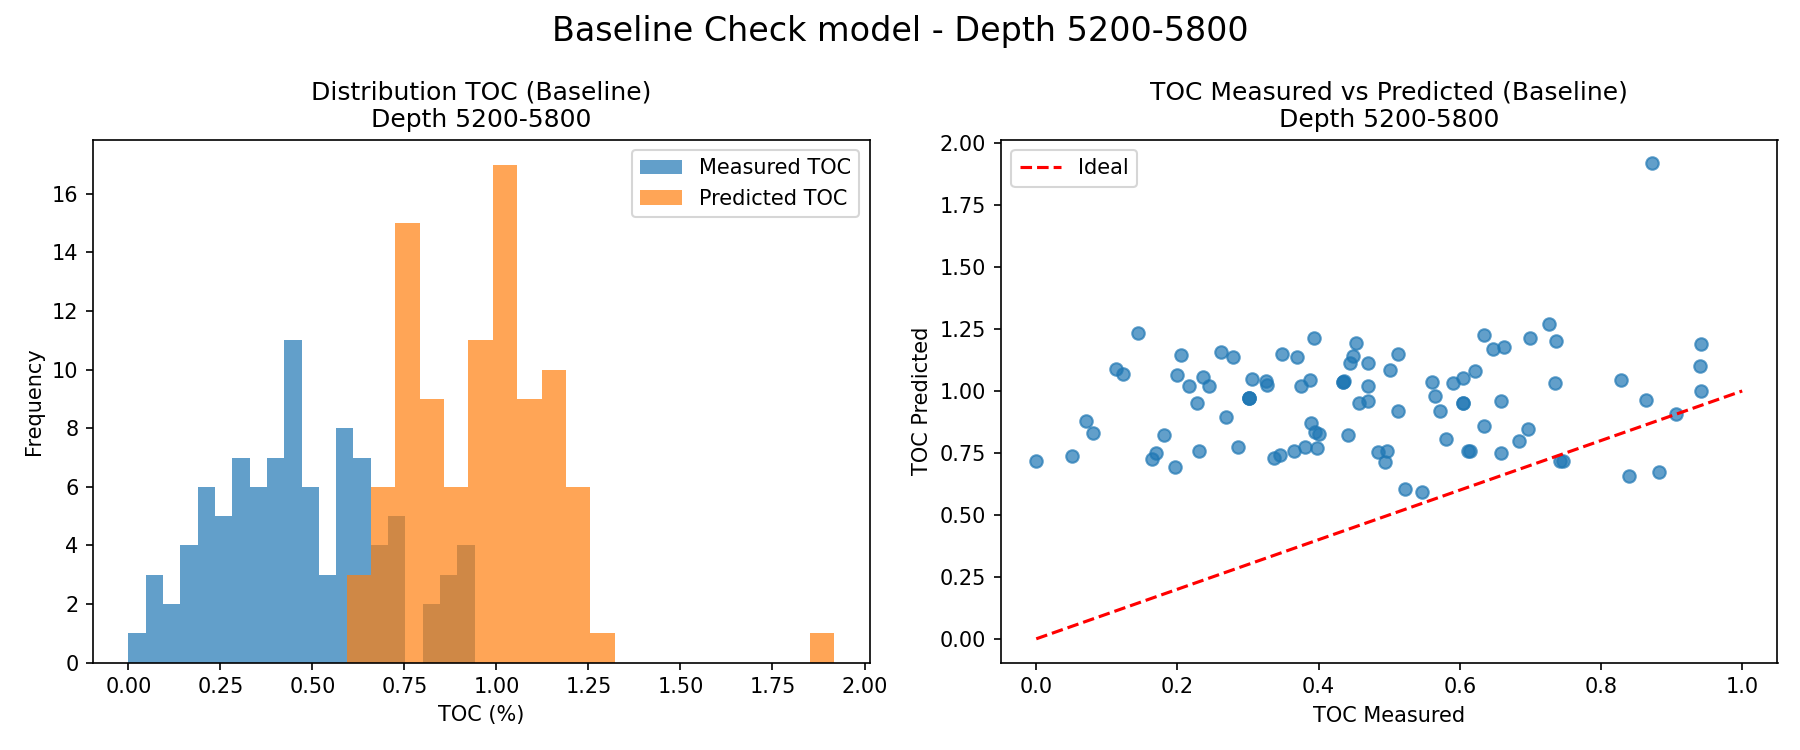 Baseline Check model - Depth 5200-5800
Distribution TOC (Baseline)
Depth 5200-5800
Measured TOC
Predicted TOC
Frequency
16
14
12
10
8
6
4
2
0
0.00 0.25 0.50 0.75 1.00 1.25 1.50 1.75 2.00
TOC (%)
TOC Measured vs Predicted (Baseline)
Depth 5200-5800
Ideal
TOC Predicted
2.00
1.75
1.50
1.25
1.00
0.75
0.50
0.25
0.00
0.0 0.2 0.4 0.6 0.8 1.0
TOC Measured